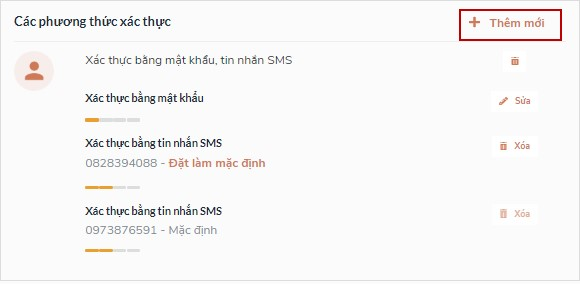 Các phương thức xác thực
+ Thêm mới
Xác thực bằng mật khẩu, tin nhắn SMS
Xác thực bằng mật khẩu
Sửa
Xác thực bằng tin nhắn SMS
Xóa
0828394088 - Đặt làm mặc định
Xác thực bằng tin nhắn SMS
Xóa
0973876591 - Mặc định